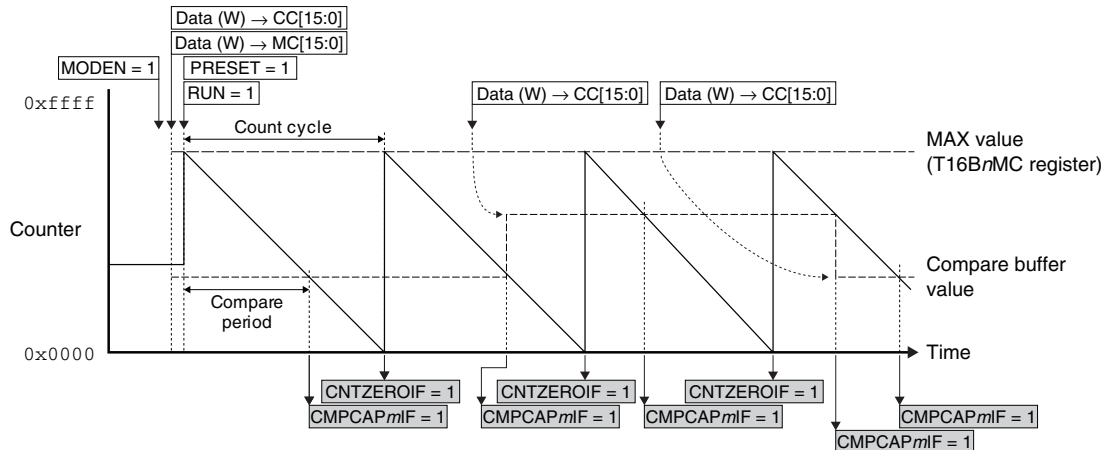 Data (W) → CC[15:0]
Data (W) → MC[15:0]
MODEN = 1
PRESET = 1
RUN = 1
Data (W) → CC[15:0]
Data (W) → CC[15:0]
0xffff
Count cycle
MAX value
(T16BnMC register)
Counter
Compare buffer
value
Compare
period
0x0000
Time
CNTZEROIF = 1
CNTZEROIF = 1
CNTZEROIF = 1
CMPCAPmIF = 1
CMPCAPmIF = 1
CMPCAPmIF = 1
CMPCAPmIF = 1
CMPCAPmIF = 1